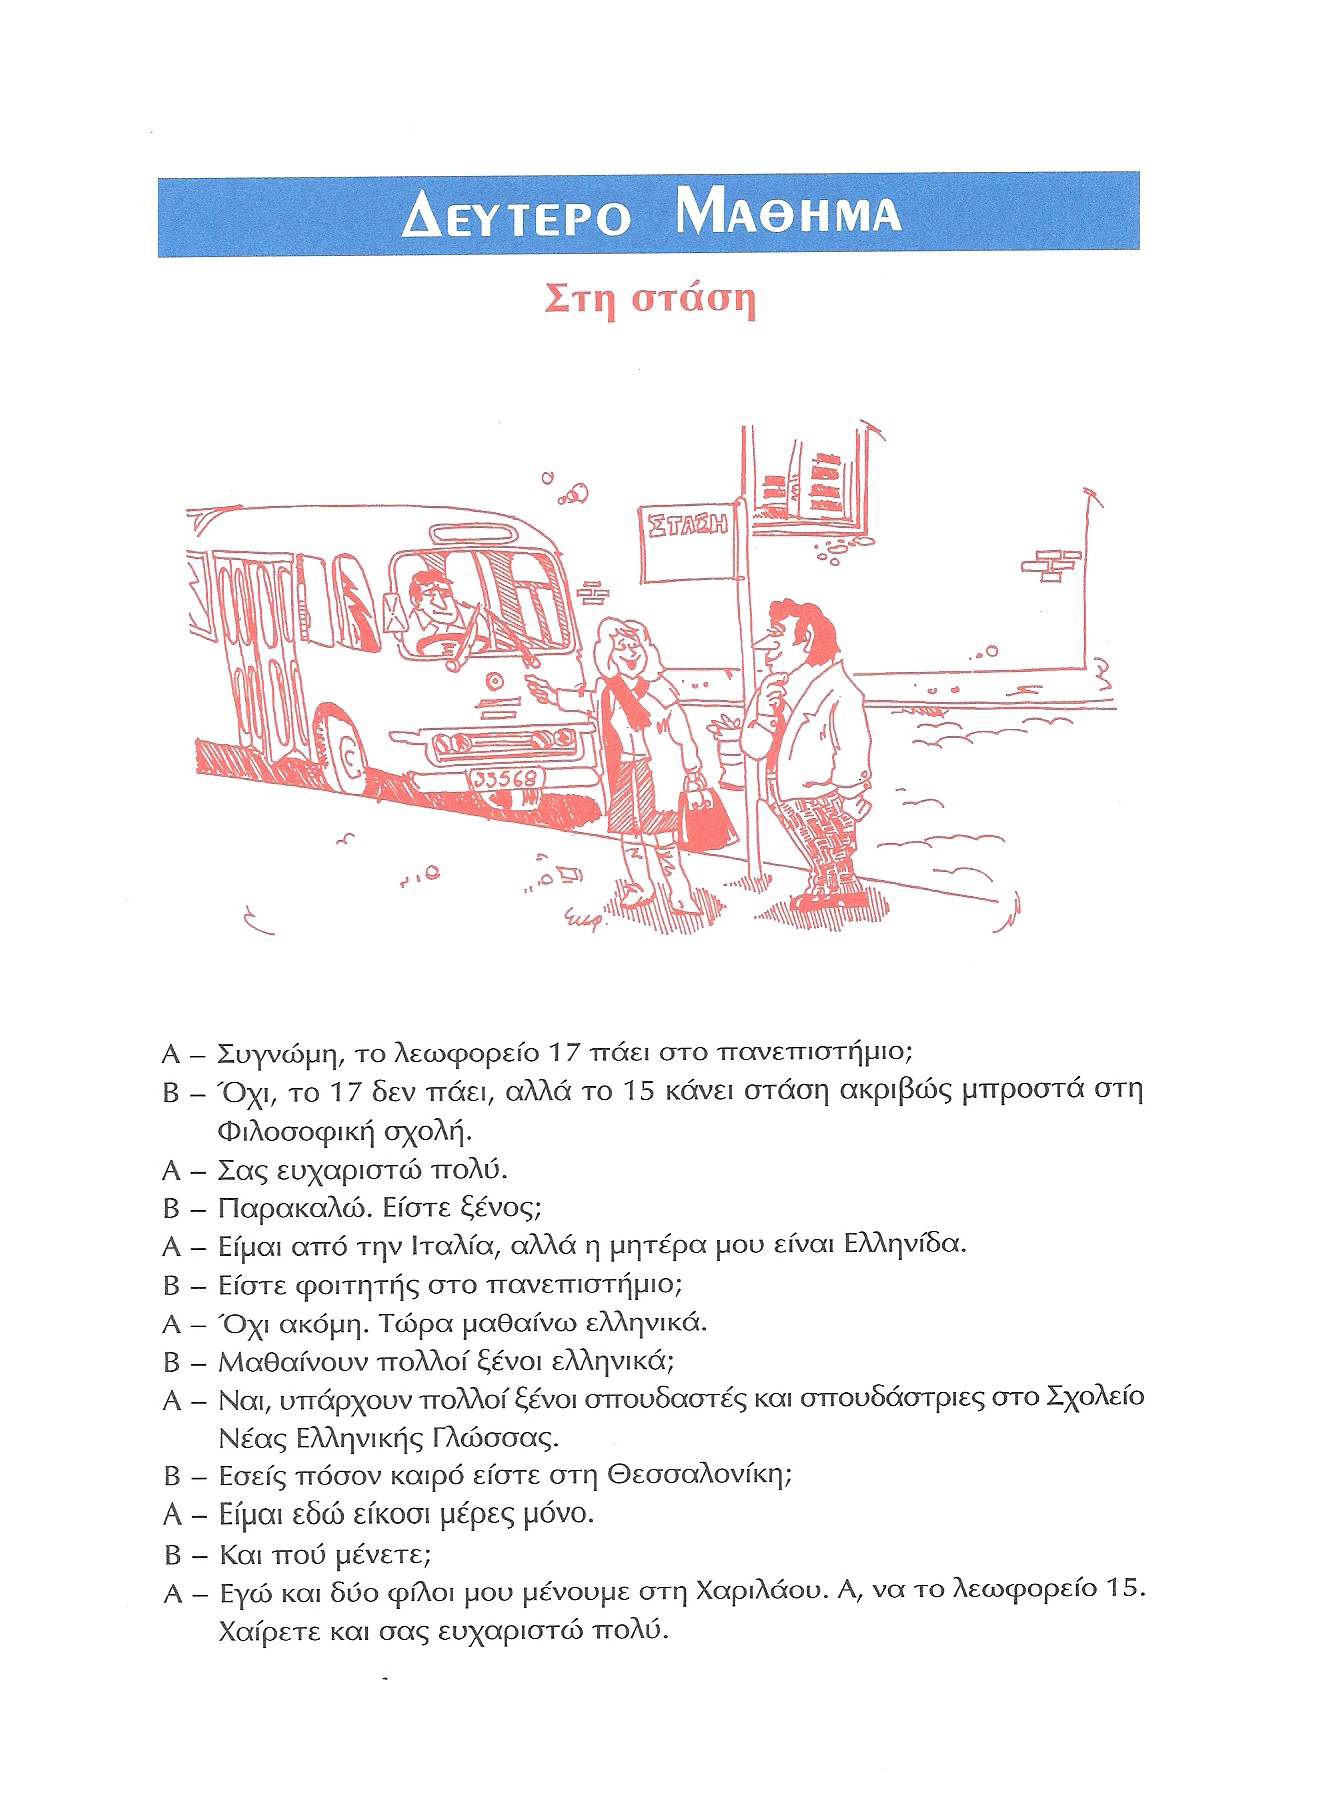 ΔΕΥΤΕΡΟ ΜΑΘΗΜΑ
Στη στάση
ΣΤΑΣΗ
33568
Α – Συγνώμη, το λεωφορείο 17 πάει στο πανεπιστήμιο;
Β – Όχι, το 17 δεν πάει, αλλά το 15 κάνει στάση ακριβώς μπροστά στη
Φιλοσοφική σχολή.
Α – Σας ευχαριστώ πολύ.
Β – Παρακαλώ. Είστε ξένος;
Α – Είμαι από την Ιταλία, αλλά η μητέρα μου είναι Ελληνίδα.
Β – Είστε φοιτητής στο πανεπιστήμιο;
Α – Όχι ακόμη. Τώρα μαθαίνω ελληνικά.
Β – Μαθαίνουν πολλοί ξένοι ελληνικά;
Α – Ναι, υπάρχουν πολλοί ξένοι σπουδαστές και σπουδάστριες στο Σχολείο
Νέας Ελληνικής Γλώσσας.
Β – Εσείς πόσον καιρό είστε στη Θεσσαλονίκη;
Α – Είμαι εδώ είκοσι μέρες μόνο.
Β – Και πού μένετε;
Α – Εγώ και δύο φίλοι μου μένουμε στη Χαριλάου. Α, να το λεωφορείο 15.
Χαίρετε και σας ευχαριστώ πολύ.